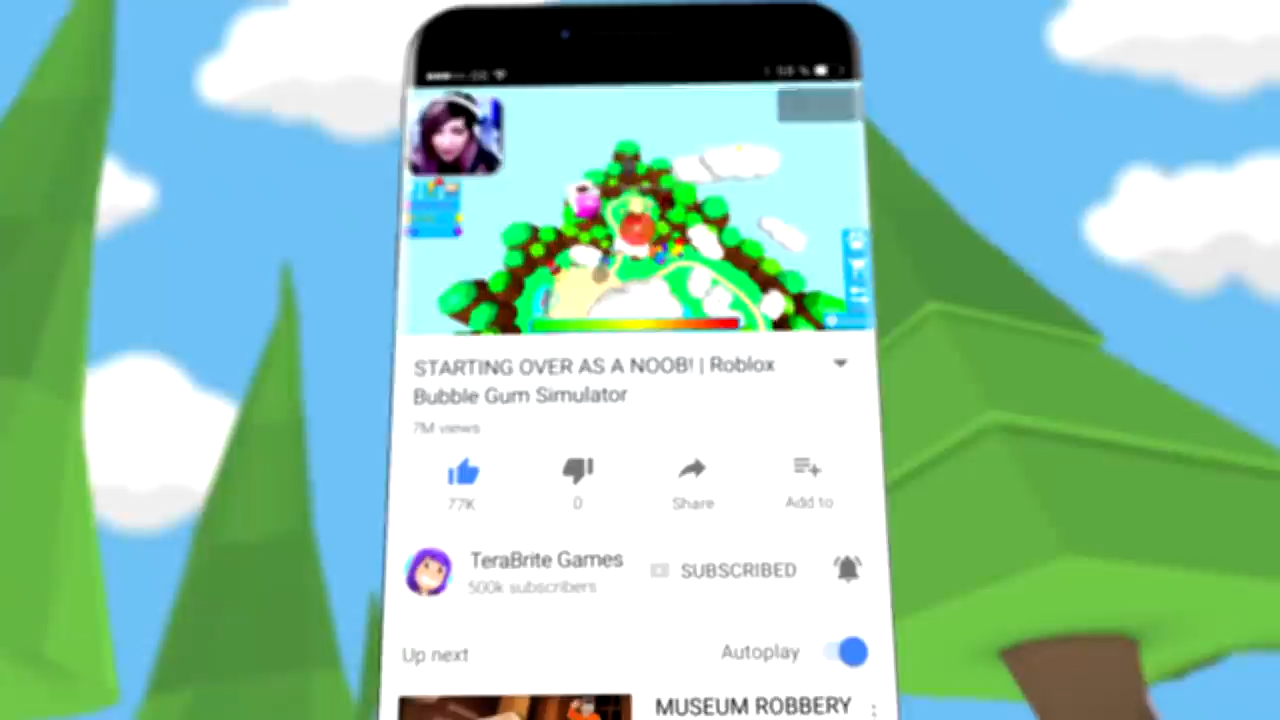 STARTING OVER AS A NOOB! | Roblox
Bubble Gum Simulator
7M views
77K
0
Share
Add to
TeraBrite Games
500k subscribers
SUBSCRIBED
Up next
Autoplay
MUSEUM ROBBERY